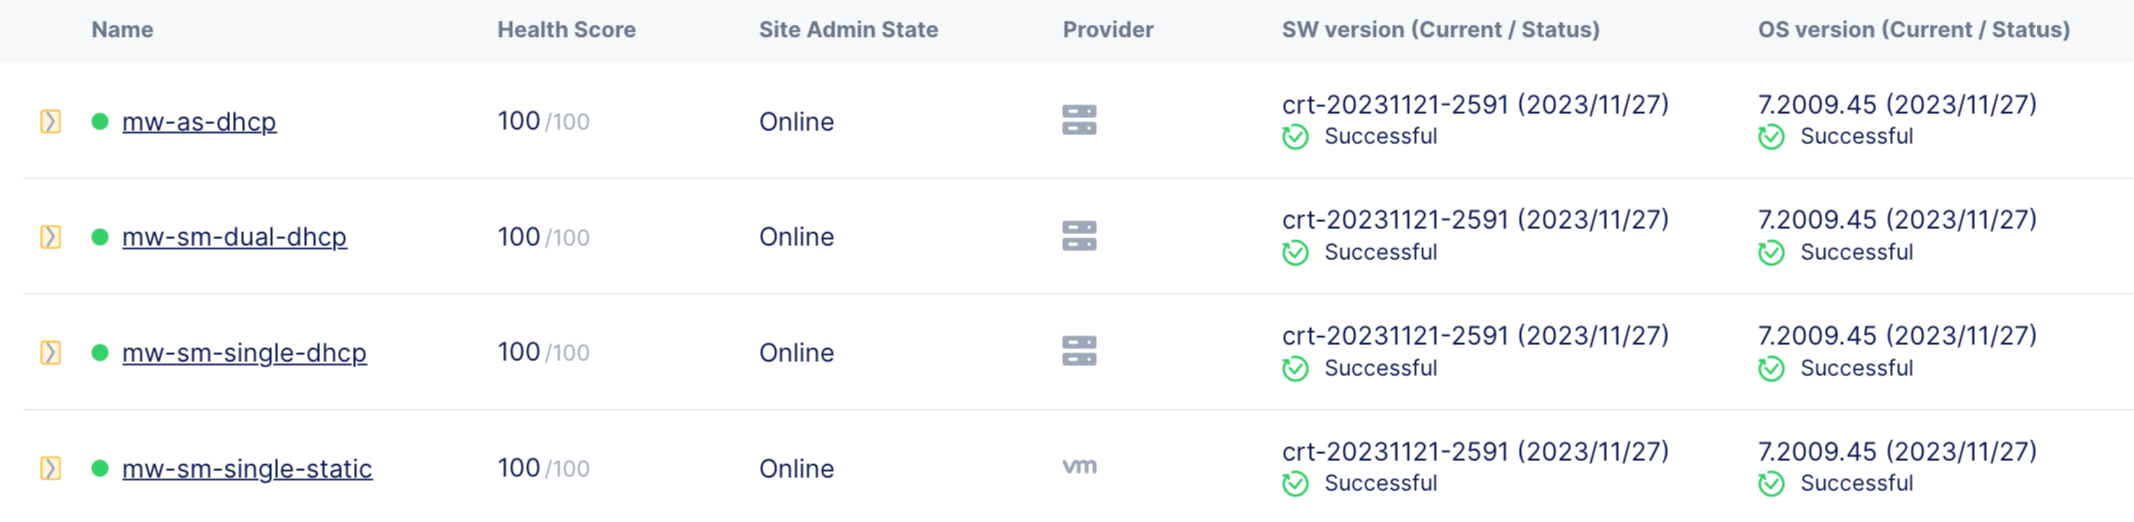 Name Health Score Site Admin State Provider SW version (Current / Status) OS version (Current / Status)
mw-as-dhcp 100 /100 Online crt-20231121-2591 (2023/11/27) 7.2009.45 (2023/11/27)
Successful Successful
mw-sm-dual-dhcp 100 /100 Online crt-20231121-2591 (2023/11/27) 7.2009.45 (2023/11/27)
Successful Successful
mw-sm-single-dhcp 100 /100 Online crt-20231121-2591 (2023/11/27) 7.2009.45 (2023/11/27)
Successful Successful
mw-sm-single-static 100 /100 Online vm crt-20231121-2591 (2023/11/27) 7.2009.45 (2023/11/27)
Successful Successful